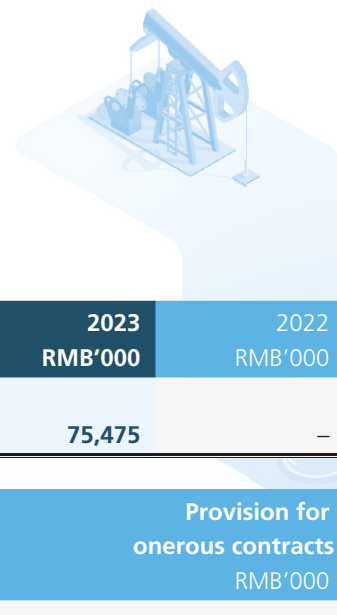 2023 2022
RMB’000 RMB’000
75,475 –
Provision for
onerous contracts
RMB’000